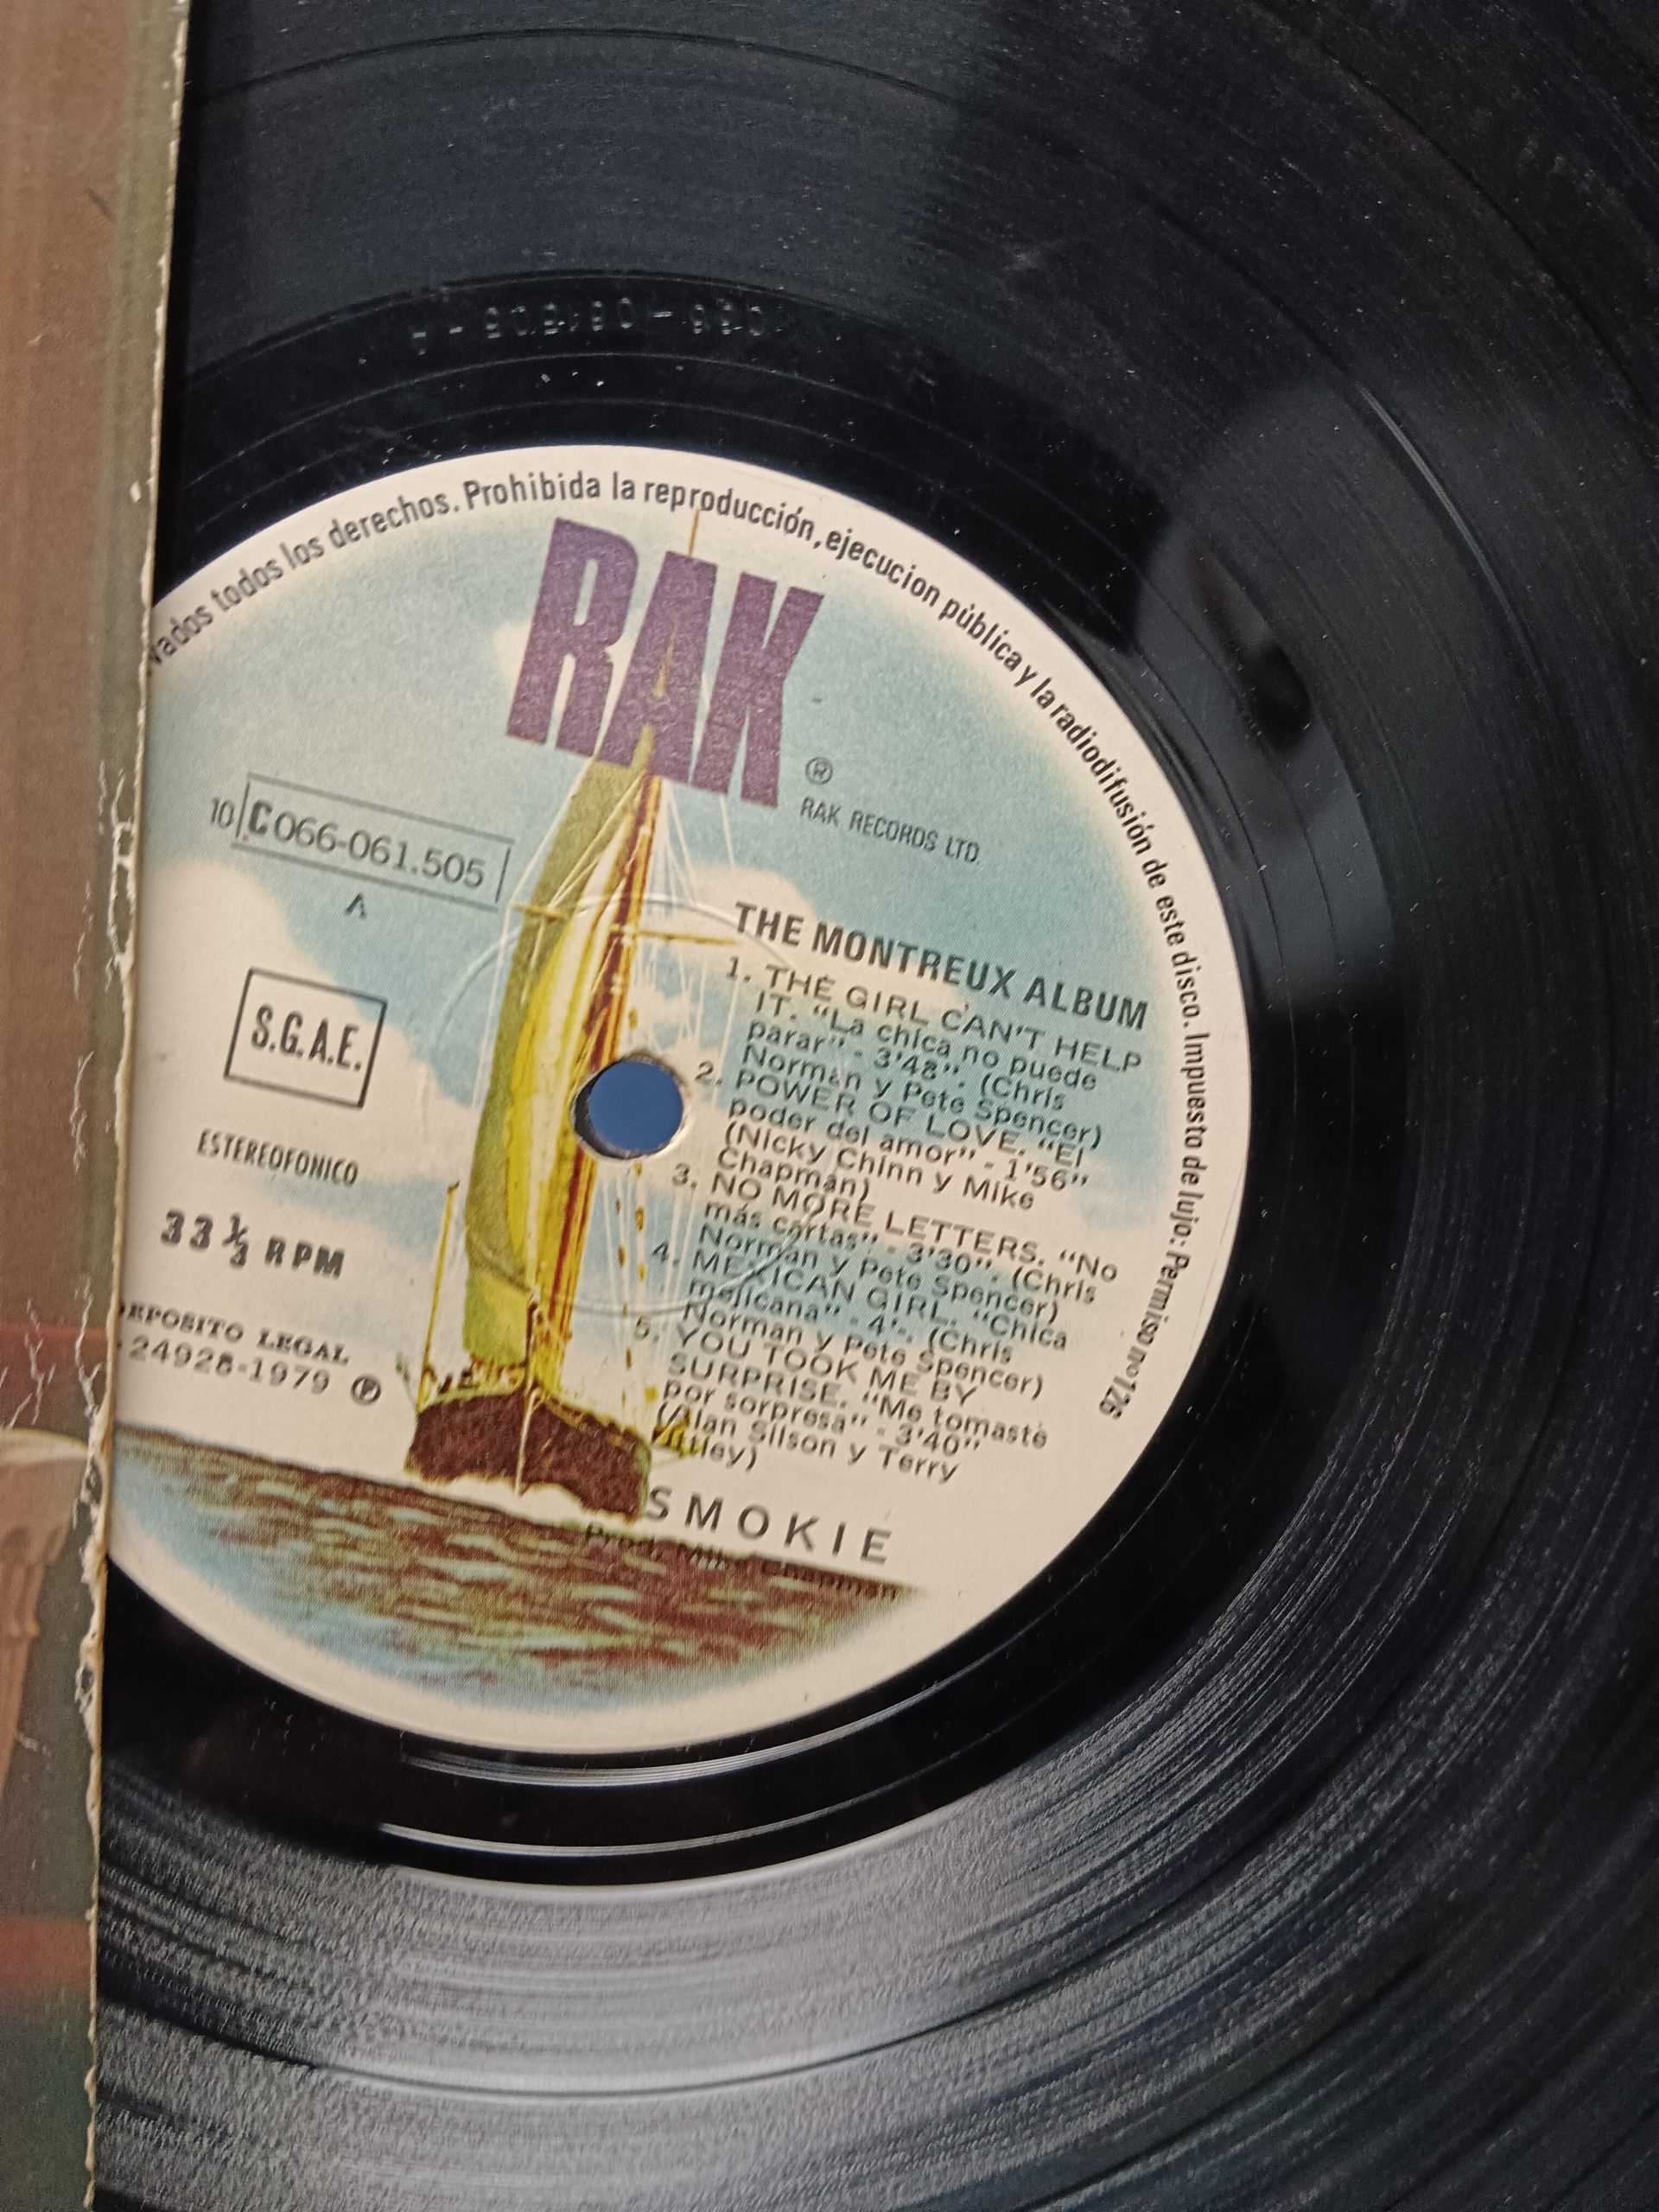 vados todos los derechos. Prohibida la reproducción, ejecucion pública y la radiodifusión de este disco. Impuesto de lujo: Permiso nº 126
RAK
®
RAK RECORDS LTD.
10 C 066-061.505
A
S.G.A.E.
ESTEREOFONICO
33 ⅓ RPM
DEPOSITO LEGAL
24928-1979 ℗
THE MONTREUX ALBUM
1. THE GIRL CAN'T HELP
IT. "La chica no puede
parar" - 3'48". (Chris
Norman y Pete Spencer)
2. POWER OF LOVE. "El
poder del amor" - 1'56"
(Nicky Chinn y Mike
Chapman)
3. NO MORE LETTERS. "No
más cartas" - 3'30". (Chris
Norman y Pete Spencer)
4. MEXICAN GIRL. "Chica
mejicana" - 4'-. (Chris
Norman y Pete Spencer)
5. YOU TOOK ME BY
SURPRISE. "Me tomaste
por sorpresa" - 3'40"
(Alan Silson y Terry
Uttley)
SMOKIE
Prod. Mike Chapman